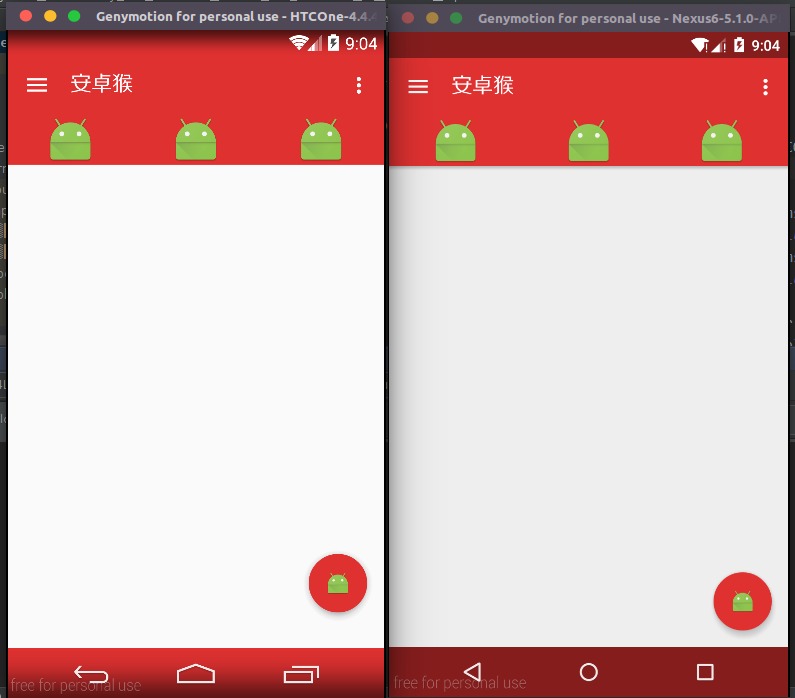 Genymotion for personal use - HTCOne-4.4.4
9:04
安卓猴
free for personal use
Genymotion for personal use - Nexus6-5.1.0-AP
9:04
安卓猴
free for personal use